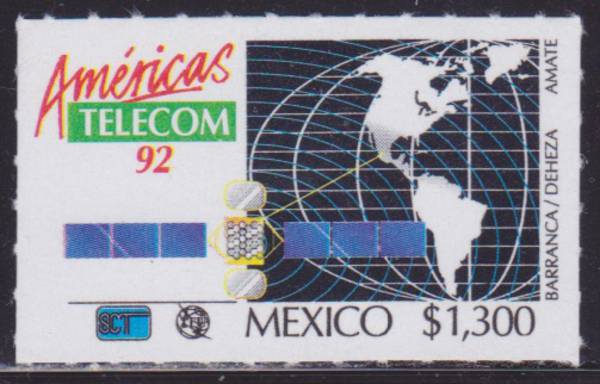 Américas
TELECOM
92
SCT
MEXICO $1,300
BARRANCA / DEHEZA AMATE